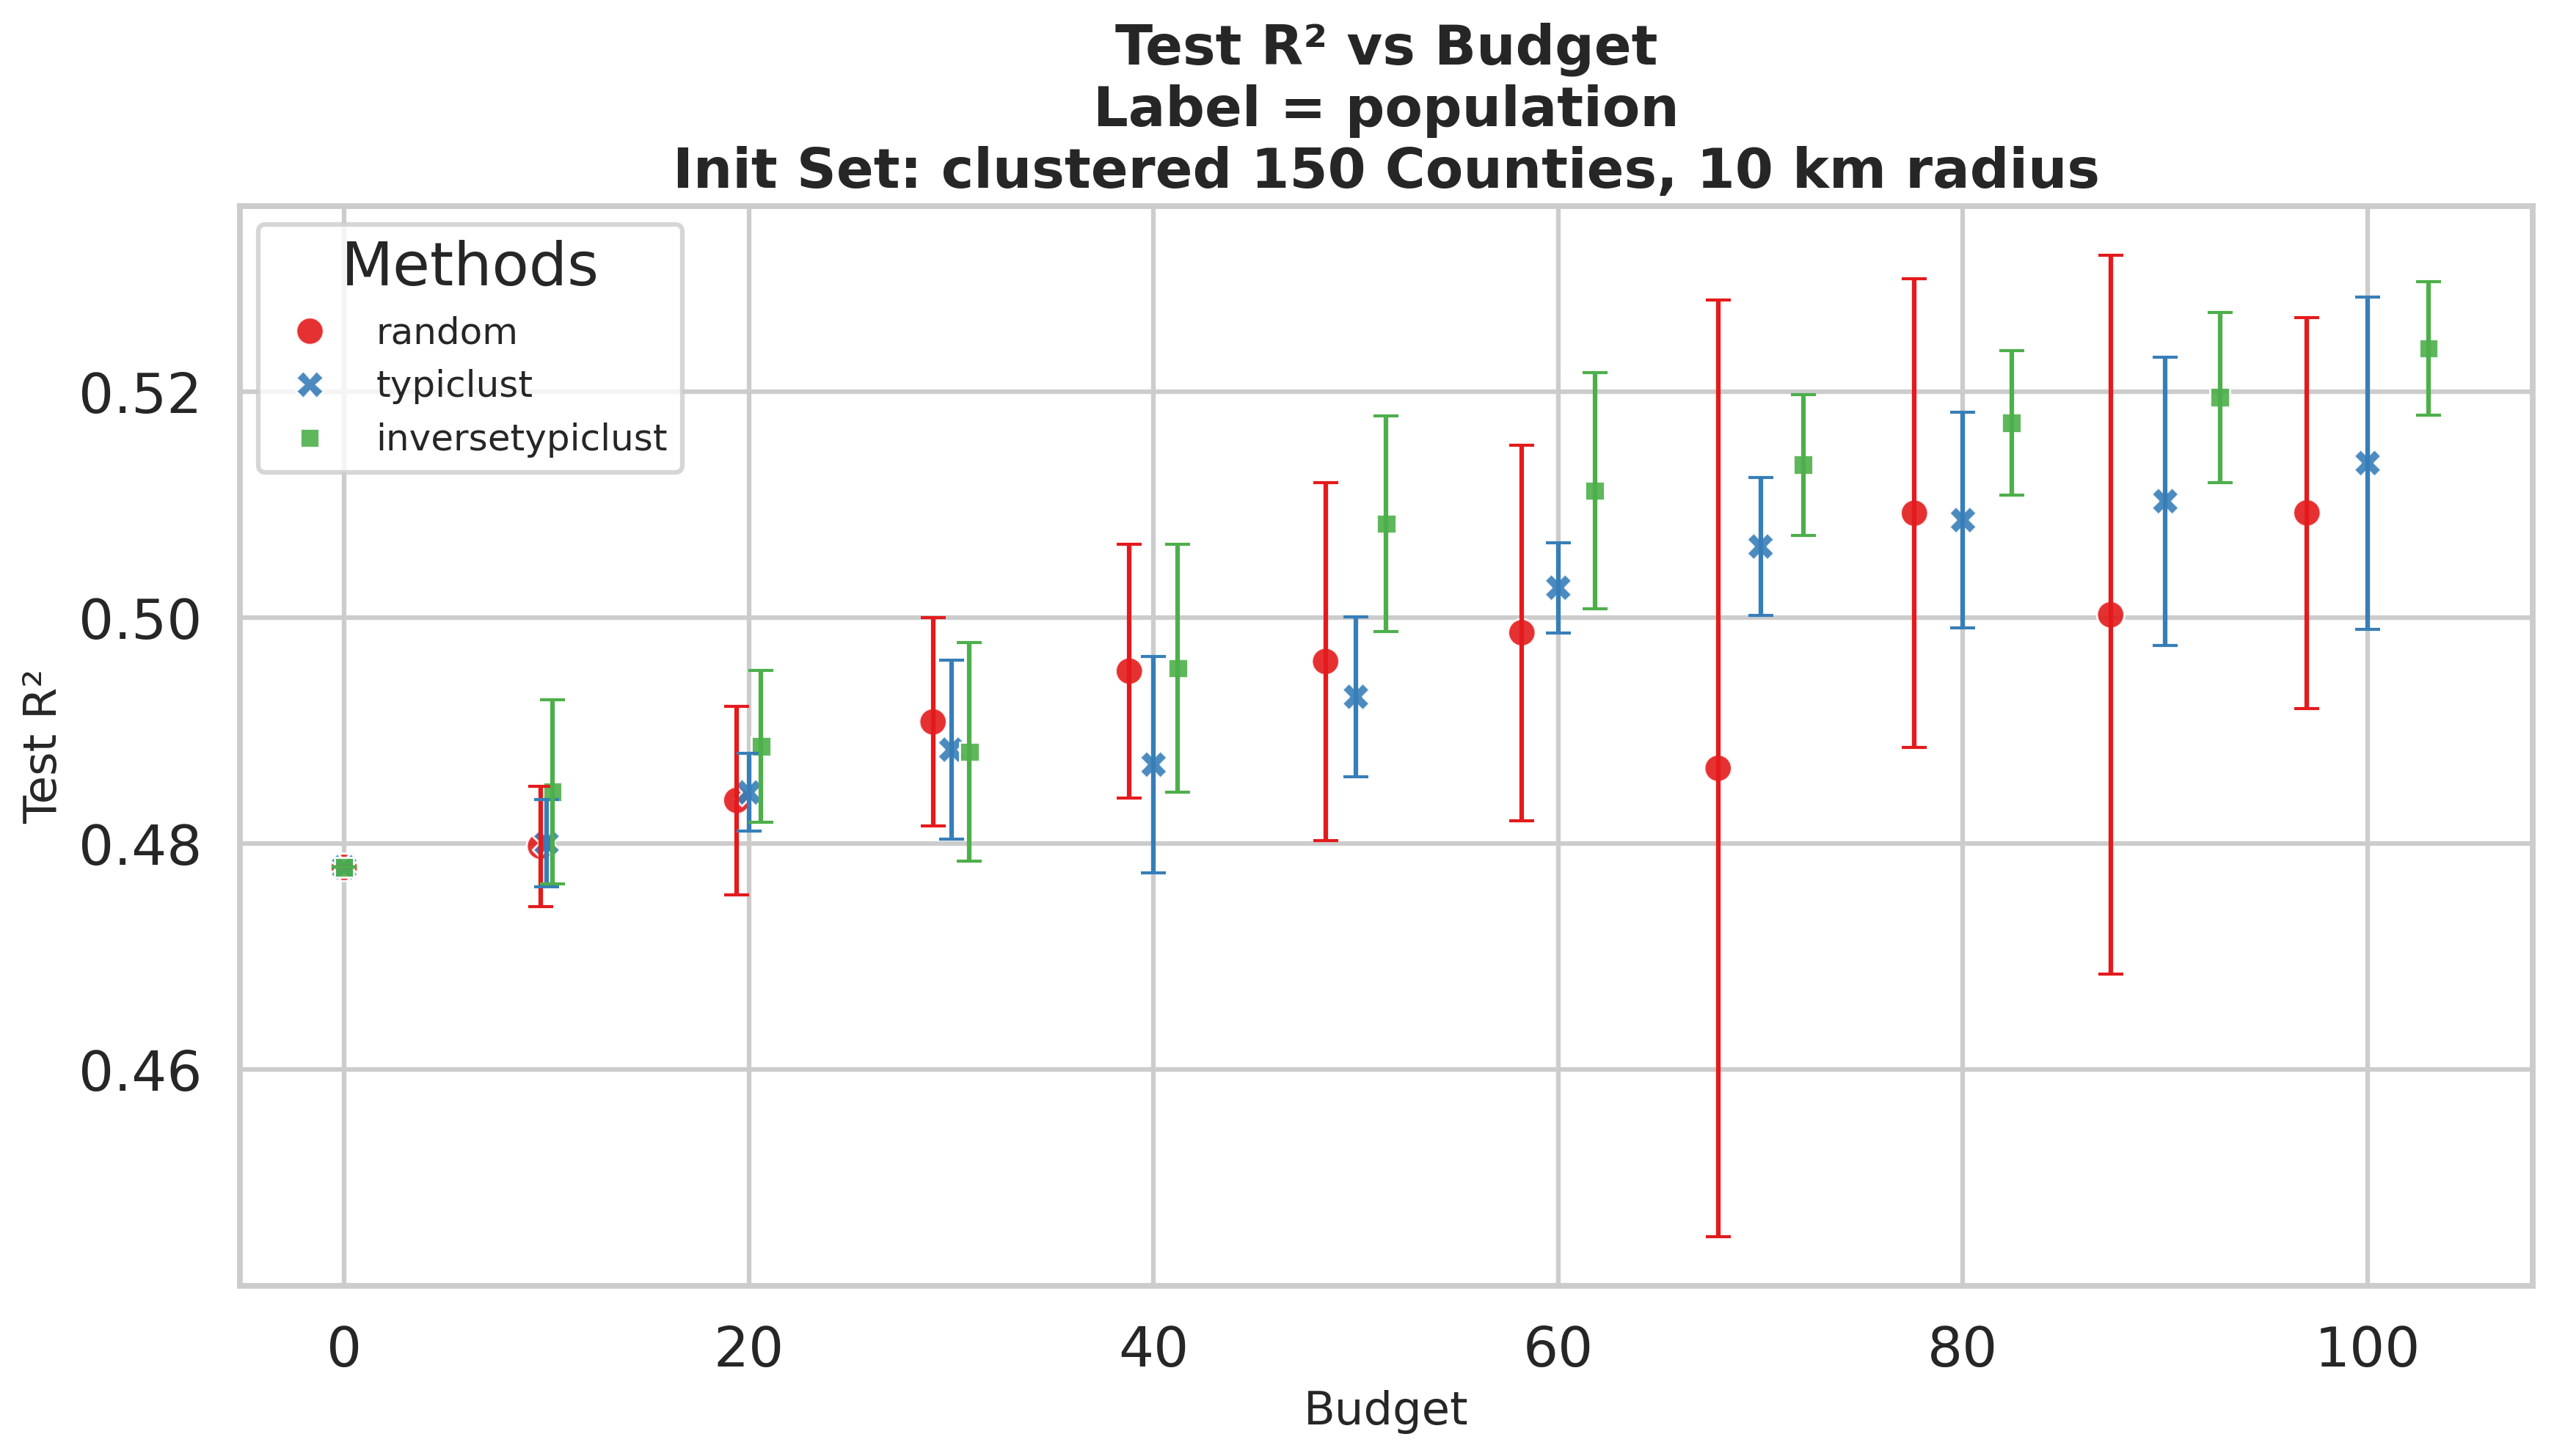 Test R² vs Budget
Label = population
Init Set: clustered 150 Counties, 10 km radius
Methods
random
typiclust
inversetypiclust
0.52
0.50
0.48
0.46
Test R²
0 20 40 60 80 100
Budget